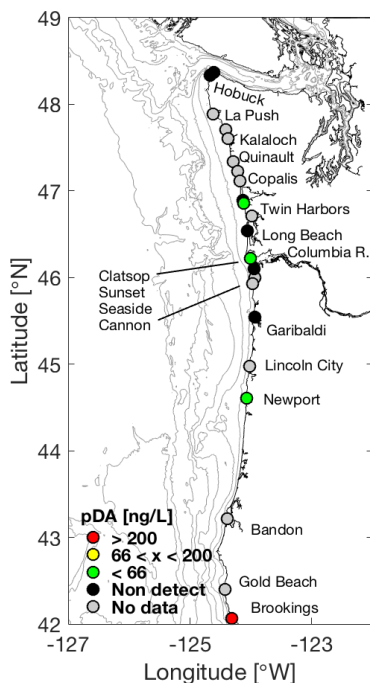 49
48
47
46
45
44
43
42
Latitude [°N]
Hobuck
La Push
Kalaloch
Quinault
Copalis
Twin Harbors
Long Beach
Columbia R.
Clatsop
Sunset
Seaside
Cannon
Garibaldi
Lincoln City
Newport
Bandon
Gold Beach
Brookings
pDA [ng/L]
> 200
66 < x < 200
< 66
Non detect
No data
-127
-125
-123
Longitude [°W]